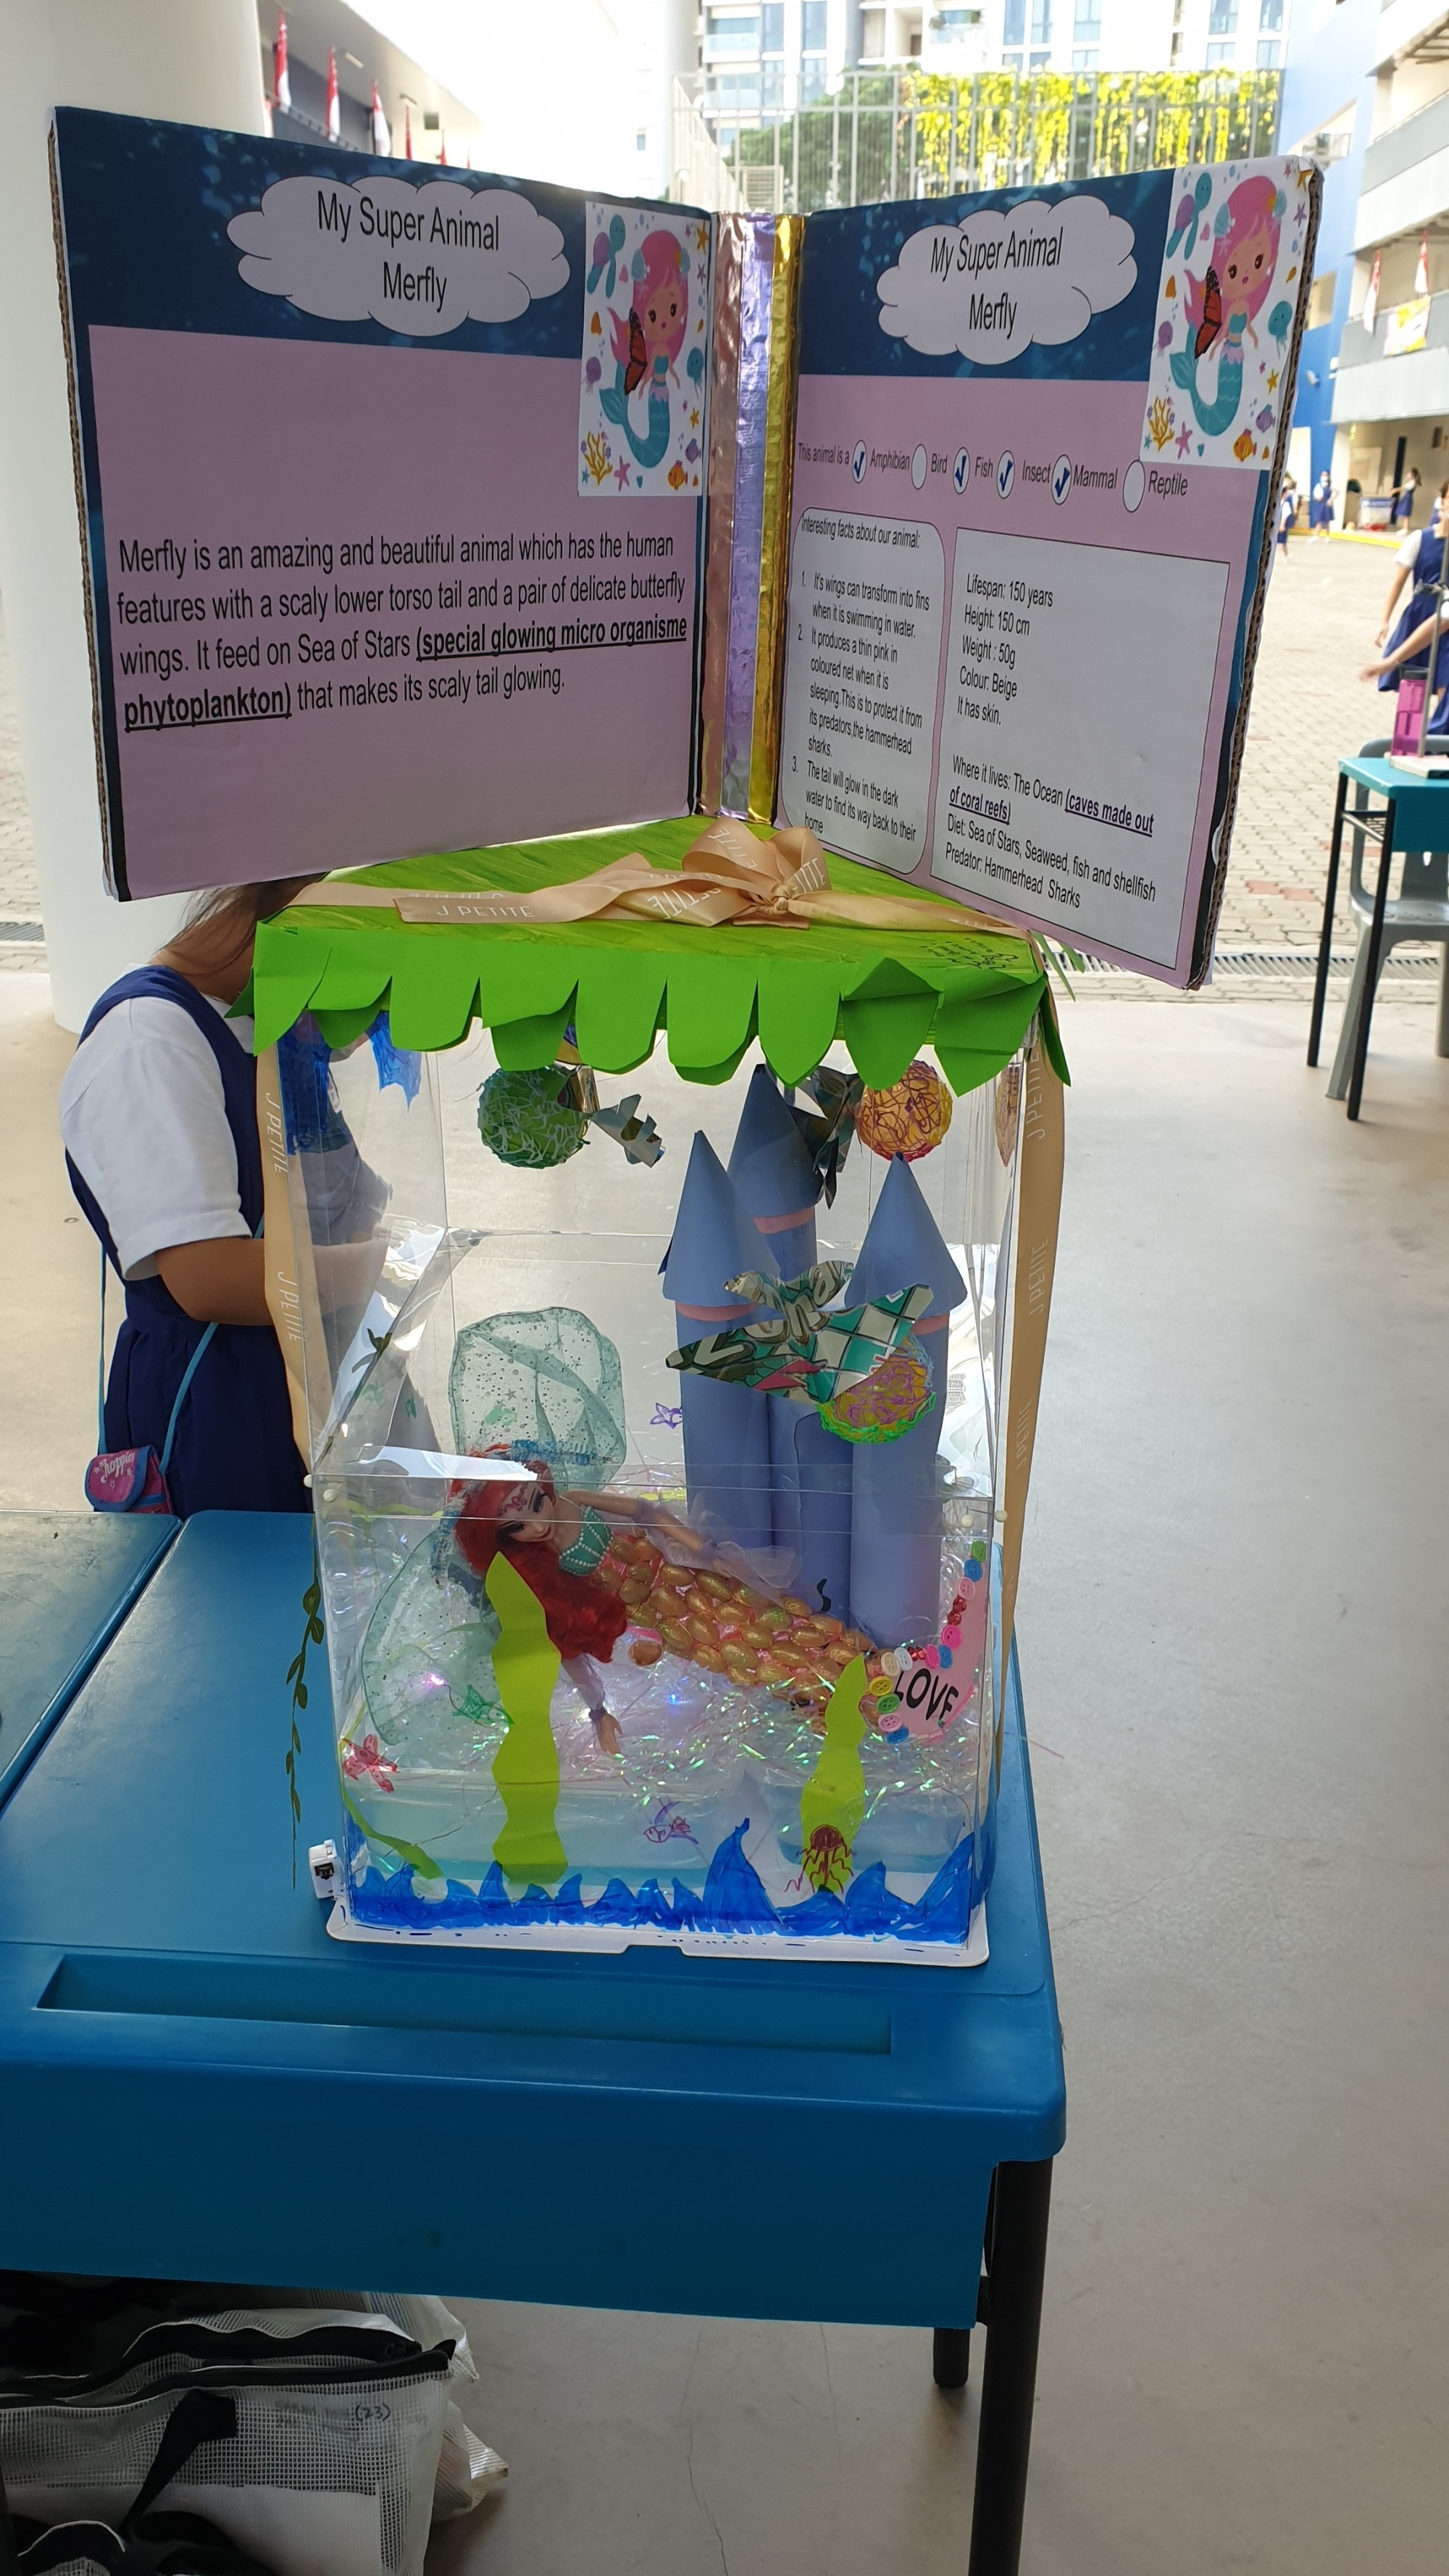 My Super Animal
Merfly
Merfly is an amazing and beautiful animal which has the human
features with a scaly lower torso tail and a pair of delicate butterfly
wings. It feed on Sea of Stars (special glowing micro organisme
phytoplankton) that makes its scaly tail glowing.
My Super Animal
Merfly
This animal is a Amphibian Bird Fish Insect Mammal Reptile
Interesting facts about our animal:
1. It's wings can transform into fins
when it is swimming in water.
2. It produces a thin pink in
coloured net when it is
sleeping.This is to protect it from
its predators,the hammerhead
sharks.
3. The tail will glow in the dark
water to find its way back to their
home
Lifespan: 150 years
Height: 150 cm
Weight : 50g
Colour: Beige
It has skin.
Where it lives: The Ocean (caves made out
of coral reefs)
Diet: Sea of Stars, Seaweed, fish and shellfish
Predator: Hammerhead Sharks
J PETITE
ETITE
J PETITE
J PETITE
J PETITE
J PETITE
J PETITE
LOVE
(23)